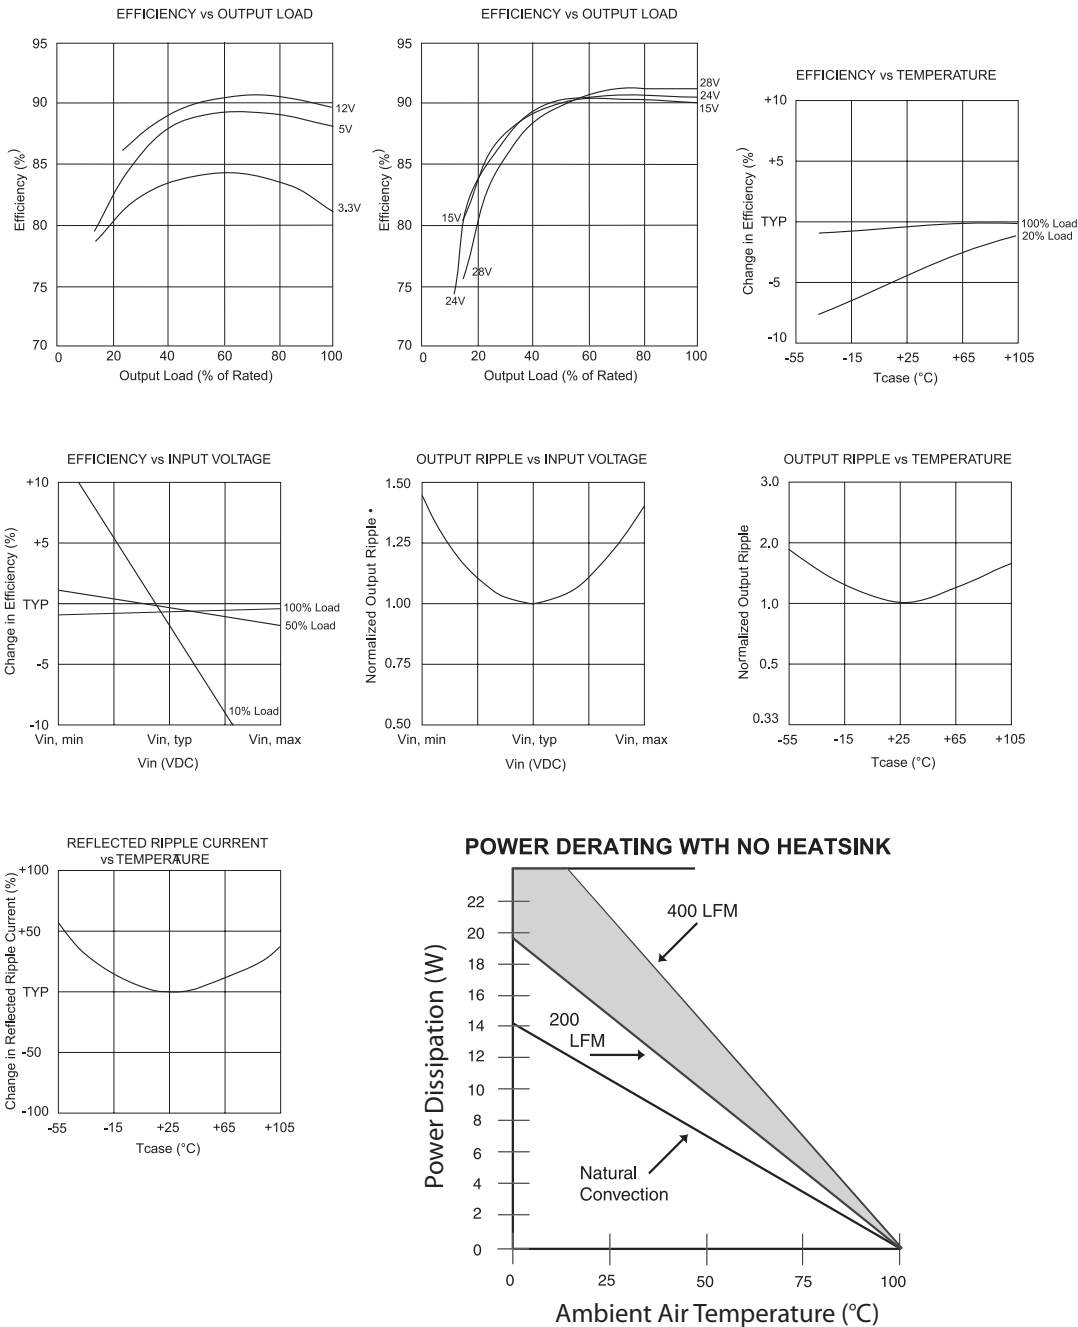 EFFICIENCY vs OUTPUT LOAD
95
90
85
80
75
70
0
20
40
60
80
100
12V
5V
3.3V
Efficiency (%)
Output Load (% of Rated)
EFFICIENCY vs OUTPUT LOAD
95
90
85
80
75
70
0
20
40
60
80
100
28V
24V
15V
15V
28V
24V
Efficiency (%)
Output Load (% of Rated)
EFFICIENCY vs TEMPERATURE
+10
+5
TYP
-5
-10
-55
-15
+25
+65
+105
100% Load
20% Load
Change in Efficiency (%)
Tcase (°C)
EFFICIENCY vs INPUT VOLTAGE
+10
+5
TYP
-5
-10
100% Load
50% Load
10% Load
Vin, min
Vin, typ
Vin, max
Change in Efficiency (%)
Vin (VDC)
OUTPUT RIPPLE vs INPUT VOLTAGE
1.50
1.25
1.00
0.75
0.50
Vin, min
Vin, typ
Vin, max
Normalized Output Ripple •
Vin (VDC)
OUTPUT RIPPLE vs TEMPERATURE
3.0
2.0
1.0
0.5
0.33
-55
-15
+25
+65
+105
Normalized Output Ripple
Tcase (°C)
REFLECTED RIPPLE CURRENT
vs TEMPERATURE
+100
+50
TYP
-50
-100
-55
-15
+25
+65
+105
Change in Reflected Ripple Current (%)
Tcase (°C)
POWER DERATING WTH NO HEATSINK
22
20
18
16
14
12
10
8
6
4
2
0
0
25
50
75
100
400 LFM
200
LFM
Natural
Convection
Power Dissipation (W)
Ambient Air Temperature (°C)